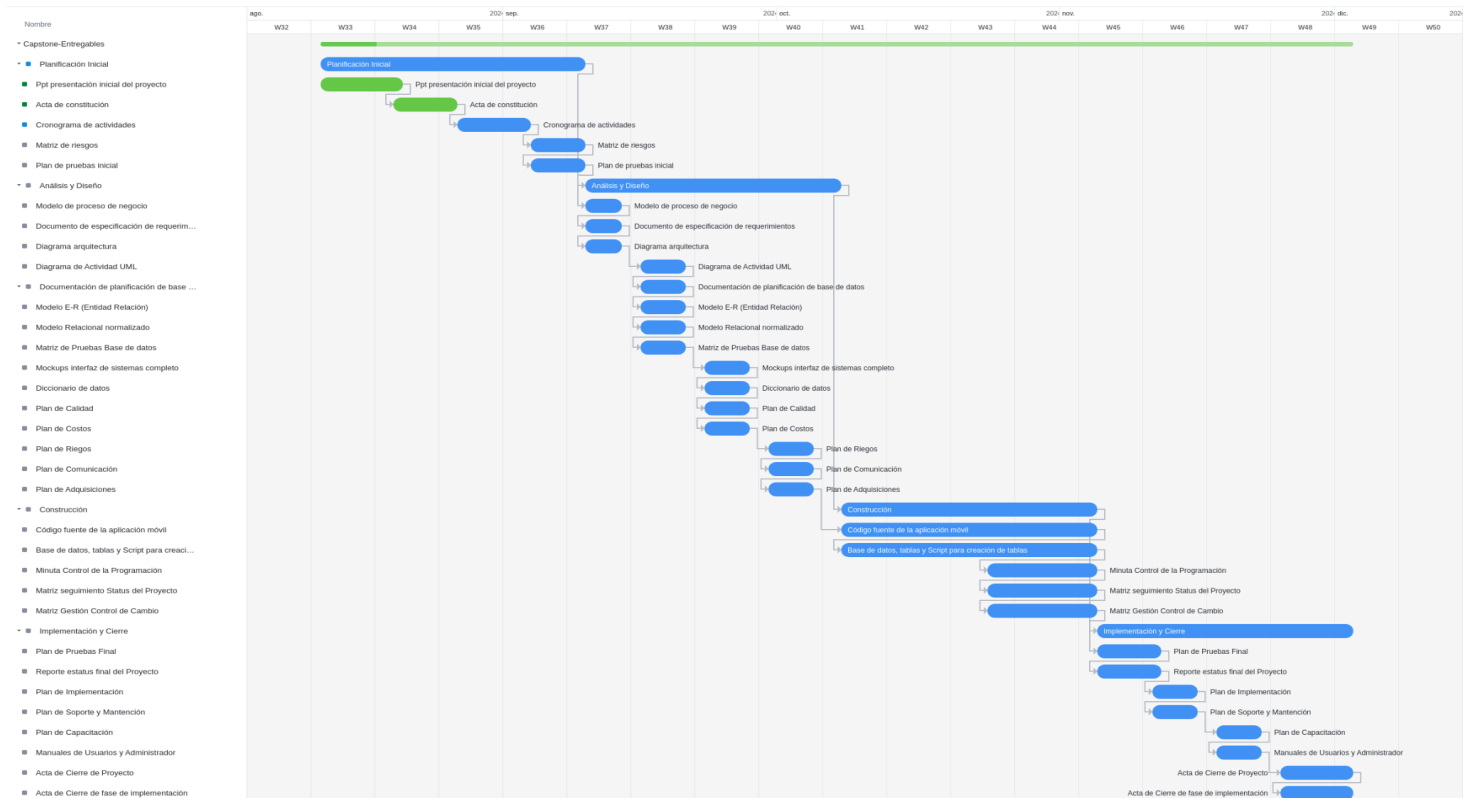 Nombre
ago. 202‹ sep. 202‹ oct. 202‹ nov. 202‹ dic. 202‹
W32 W33 W34 W35 W36 W37 W38 W39 W40 W41 W42 W43 W44 W45 W46 W47 W48 W49 W50
Capstone-Entregables
Planificación Inicial Planificación Inicial
Ppt presentación inicial del proyecto Ppt presentación inicial del proyecto
Acta de constitución Acta de constitución
Cronograma de actividades Cronograma de actividades
Matriz de riesgos Matriz de riesgos
Plan de pruebas inicial Plan de pruebas inicial
Análisis y Diseño Análisis y Diseño
Modelo de proceso de negocio Modelo de proceso de negocio
Documento de especificación de requerim... Documento de especificación de requerimientos
Diagrama arquitectura Diagrama arquitectura
Diagrama de Actividad UML Diagrama de Actividad UML
Documentación de planificación de base ... Documentación de planificación de base de datos
Modelo E-R (Entidad Relación) Modelo E-R (Entidad Relación)
Modelo Relacional normalizado Modelo Relacional normalizado
Matriz de Pruebas Base de datos Matriz de Pruebas Base de datos
Mockups interfaz de sistemas completo Mockups interfaz de sistemas completo
Diccionario de datos Diccionario de datos
Plan de Calidad Plan de Calidad
Plan de Costos Plan de Costos
Plan de Riegos Plan de Riegos
Plan de Comunicación Plan de Comunicación
Plan de Adquisiciones Plan de Adquisiciones
Construcción Construcción
Código fuente de la aplicación móvil Código fuente de la aplicación móvil
Base de datos, tablas y Script para creaci... Base de datos, tablas y Script para creación de tablas
Minuta Control de la Programación Minuta Control de la Programación
Matriz seguimiento Status del Proyecto Matriz seguimiento Status del Proyecto
Matriz Gestión Control de Cambio Matriz Gestión Control de Cambio
Implementación y Cierre Implementación y Cierre
Plan de Pruebas Final Plan de Pruebas Final
Reporte estatus final del Proyecto Reporte estatus final del Proyecto
Plan de Implementación Plan de Implementación
Plan de Soporte y Mantención Plan de Soporte y Mantención
Plan de Capacitación Plan de Capacitación
Manuales de Usuarios y Administrador Manuales de Usuarios y Administrador
Acta de Cierre de Proyecto Acta de Cierre de Proyecto
Acta de Cierre de fase de implementación Acta de Cierre de fase de implementación